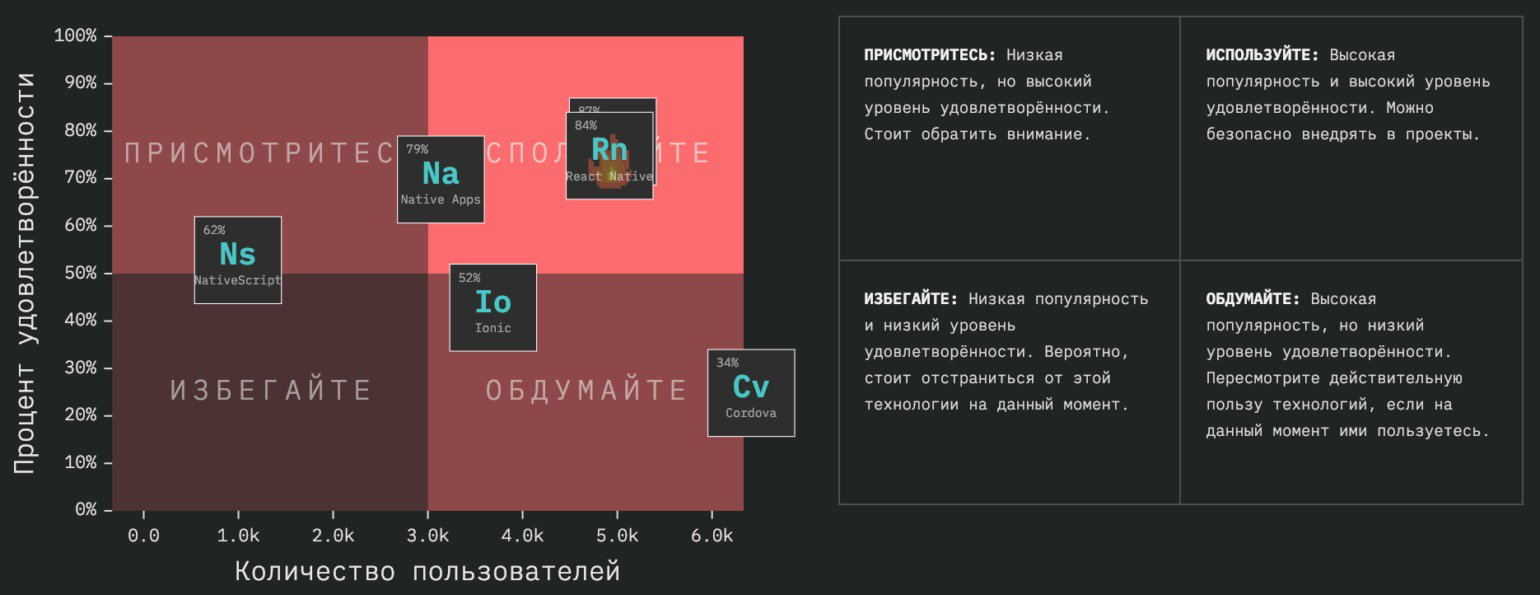 Процент удовлетворённости
100%
90%
80%
70%
60%
50%
40%
30%
20%
10%
0%
0.0 1.0k 2.0k 3.0k 4.0k 5.0k 6.0k
Количество пользователей
ПРИСМОТРИТЕС
СПОЛ ЙТЕ
ИЗБЕГАЙТЕ
ОБДУМАЙТЕ
62%
Ns
NativeScript
79%
Na
Native Apps
87%
84%
Rn
React Native
52%
Io
Ionic
34%
Cv
Cordova
ПРИСМОТРИТЕСЬ: Низкая
популярность, но высокий
уровень удовлетворённости.
Стоит обратить внимание.
ИСПОЛЬЗУЙТЕ: Высокая
популярность и высокий уровень
удовлетворённости. Можно
безопасно внедрять в проекты.
ИЗБЕГАЙТЕ: Низкая популярность
и низкий уровень
удовлетворённости. Вероятно,
стоит отстраниться от этой
технологии на данный момент.
ОБДУМАЙТЕ: Высокая
популярность, но низкий
уровень удовлетворённости.
Пересмотрите действительную
пользу технологий, если на
данный момент ими пользуетесь.